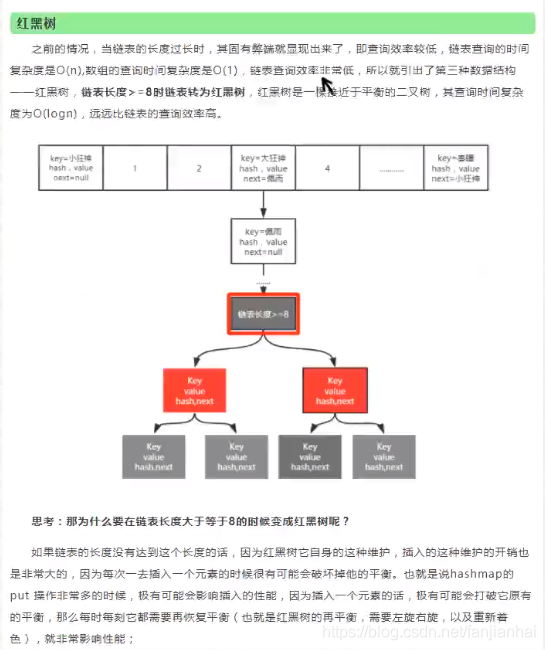 红黑树
之前的情况，当链表的长度过长时，其固有弊端就显现出来了，即查询效率较低，链表查询的时间
复杂度是O(n),数组的查询时间复杂度是O(1)，链表查询效率非常低，所以就引出了第三种数据结构
——红黑树，链表长度>=8时链表转为红黑树，红黑树是一棵接近于平衡的二叉树，其查询时间复杂
度为O(logn)，远远比链表的查询效率高。
key=小狂神
hash，value
next=null
1
2
key=大狂神
hash，value
next=佩雨
4
............
key=秦疆
hash，value
next=小狂神
key=佩雨
hash，value
next=null
......
链表长度>=8
Key
value
hash,next
Key
value
hash,next
Key
value
hash,next
Key
value
hash,next
Key
value
hash,next
Key
value
hash,next
思考：那为什么要在链表长度大于等于8的时候变成红黑树呢？
如果链表的长度没有达到这个长度的话，因为红黑树它自身的这种维护，插入的这种维护的开销也
是非常大的，因为每次一去插入一个元素的时候很有可能会破坏掉他的平衡。也就是说hashmap的
put 操作非常多的时候，极有可能会影响插入的性能，因为插入一个元素的话，极有可能会打破它原有
的平衡，那么每时每刻它都需要再恢复平衡（也就是红黑树的再平衡，需要左旋右旋，以及重新着
色），就非常影响性能；
https://blog.csdn.net/lanjianhai